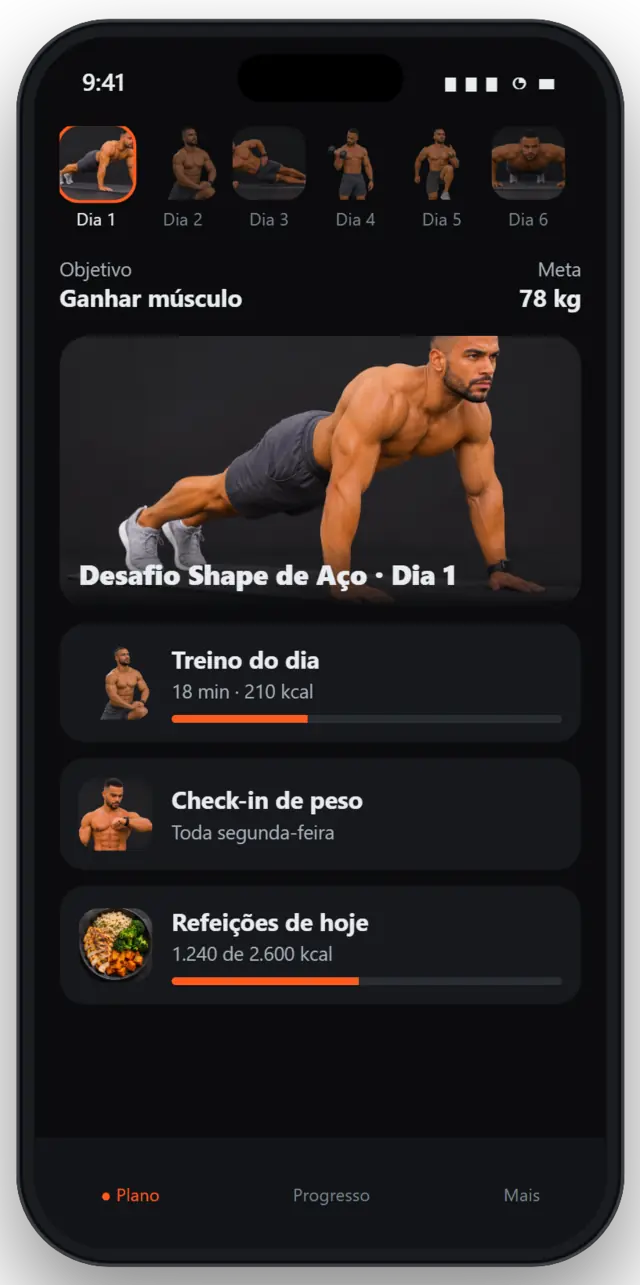 9:41
Dia 1 Dia 2 Dia 3 Dia 4 Dia 5 Dia 6
Objetivo Meta
Ganhar músculo 78 kg
Desafio Shape de Aço · Dia 1
Treino do dia
18 min · 210 kcal
Check-in de peso
Toda segunda-feira
Refeições de hoje
1.240 de 2.600 kcal
Plano Progresso Mais